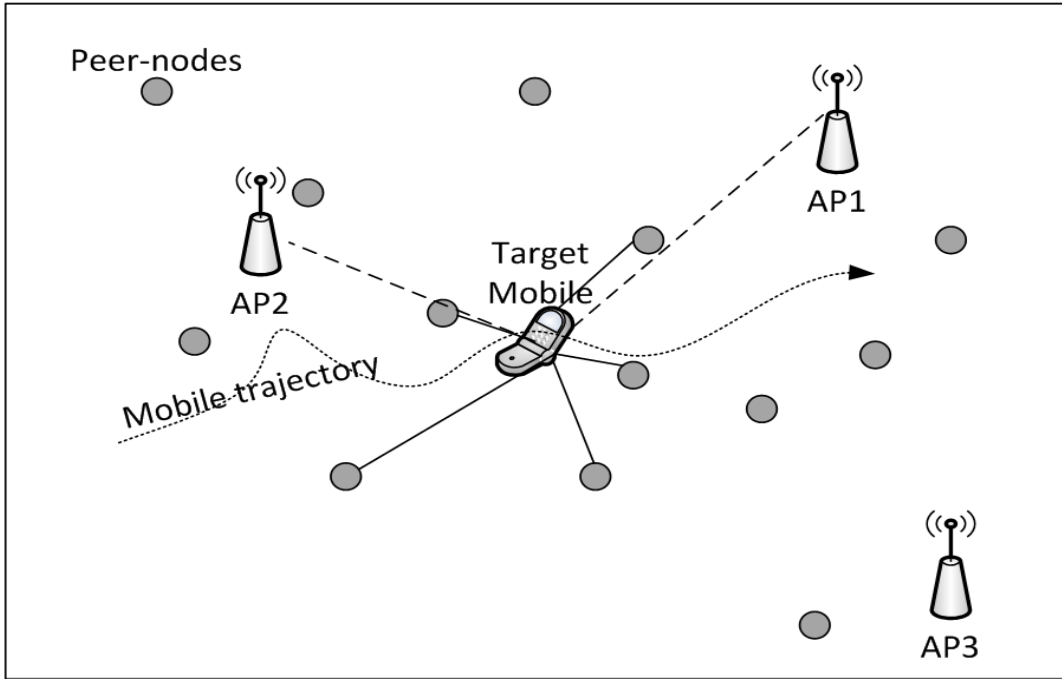 Peer-nodes
AP1
AP2
Target
Mobile
Mobile trajectory
AP3